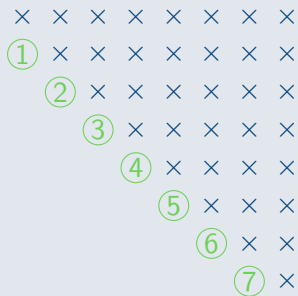 × × × × × × × ×
① × × × × × × ×
② × × × × × ×
③ × × × × ×
④ × × × ×
⑤ × × ×
⑥ × ×
⑦ ×